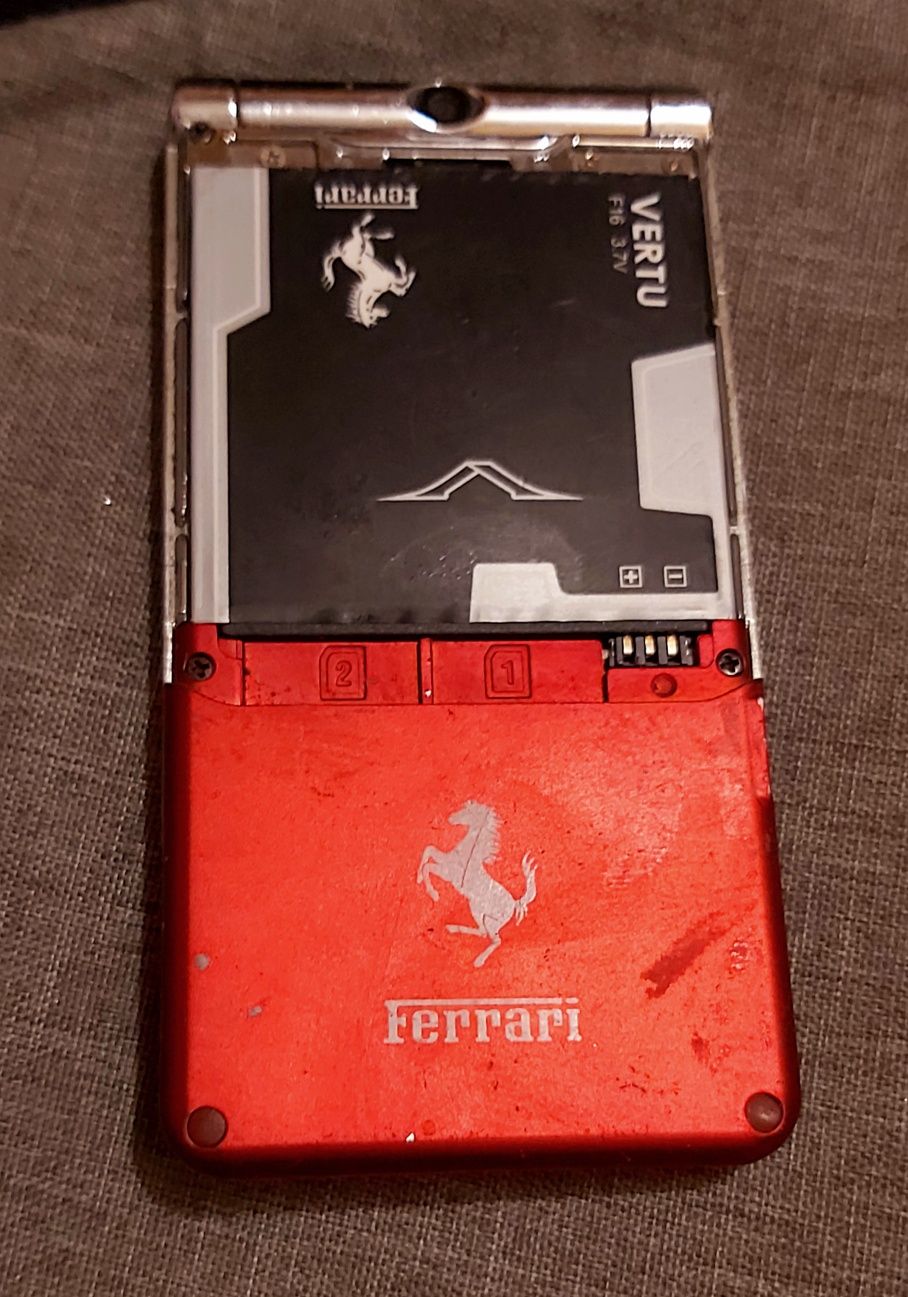 Ferrari
VERTU
F16 3.7V
+ -
2
1
Ferrari